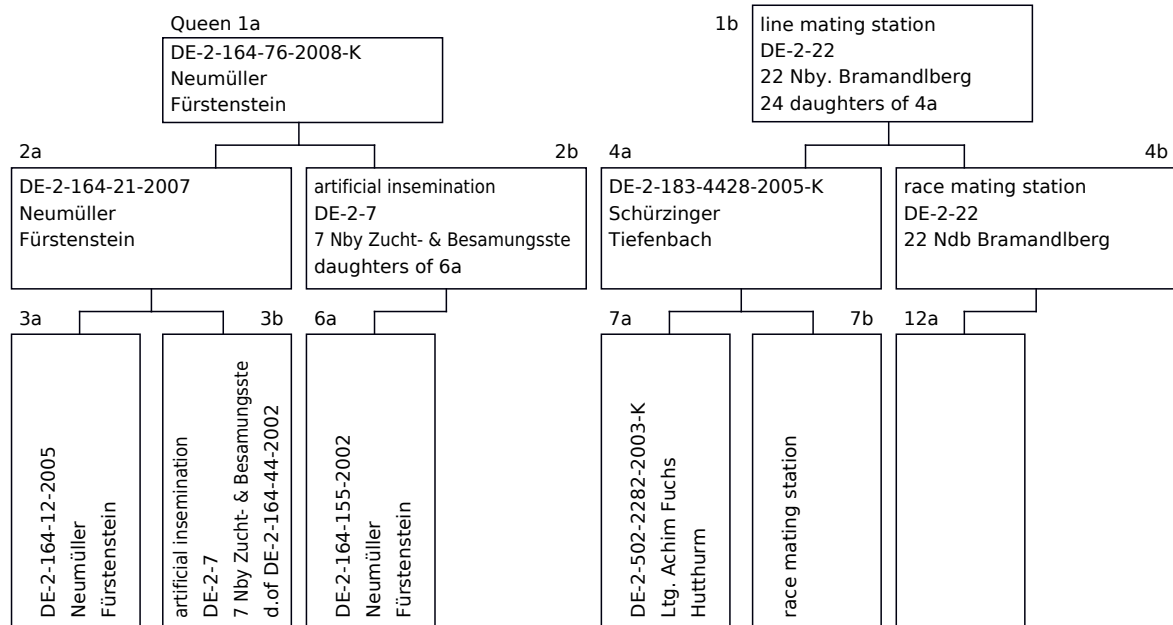 Queen 1a
DE-2-164-76-2008-K
Neumüller
Fürstenstein
1b
line mating station
DE-2-22
22 Nby. Bramandlberg
24 daughters of 4a
2a
DE-2-164-21-2007
Neumüller
Fürstenstein
2b
artificial insemination
DE-2-7
7 Nby Zucht- & Besamungsste
daughters of 6a
4a
DE-2-183-4428-2005-K
Schürzinger
Tiefenbach
4b
race mating station
DE-2-22
22 Ndb Bramandlberg
3a
DE-2-164-12-2005
Neumüller
Fürstenstein
3b
artificial insemination
DE-2-7
7 Nby Zucht- & Besamungsste
d.of DE-2-164-44-2002
6a
DE-2-164-155-2002
Neumüller
Fürstenstein
7a
DE-2-502-2282-2003-K
Ltg. Achim Fuchs
Hutthurm
7b
race mating station
12a